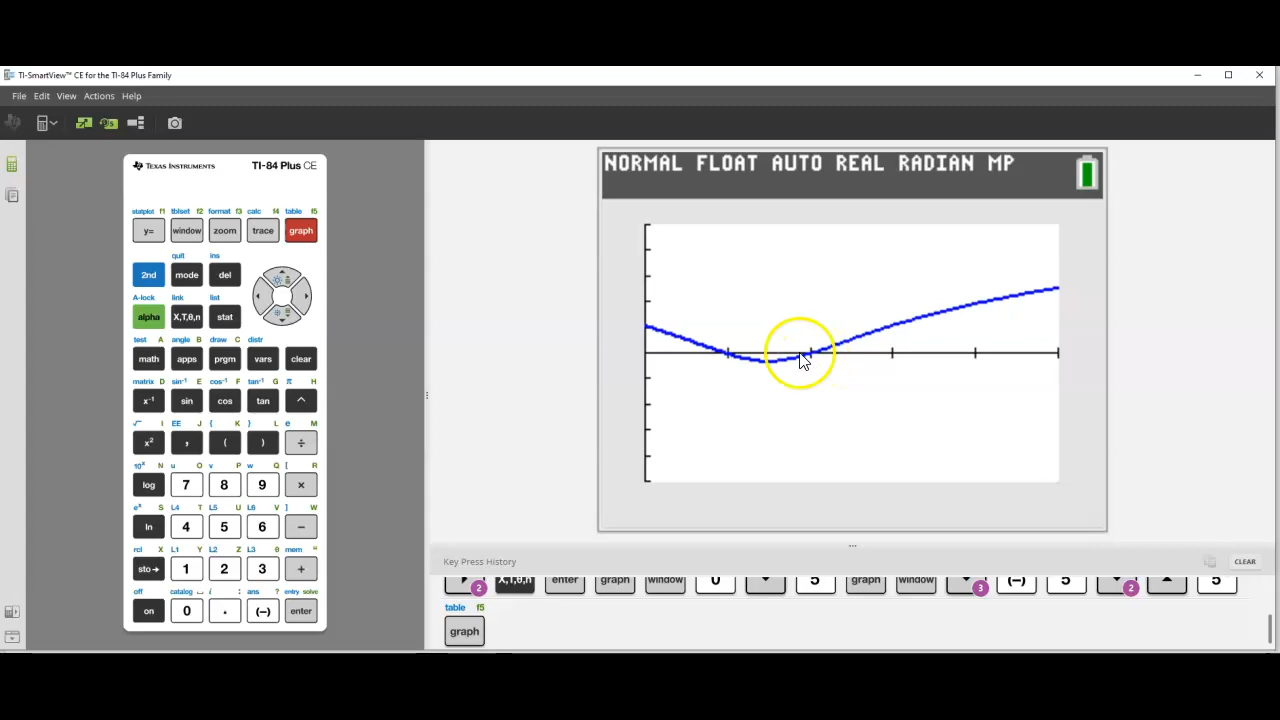 TI-SmartView™ CE for the TI-84 Plus Family
File Edit View Actions Help
TEXAS INSTRUMENTS TI-84 Plus CE
statplot f1 tblset f2 format f3 calc f4 table f5
y= window zoom trace graph
quit ins
2nd mode del
A-lock link list
alpha X,T,θ,n stat
test A angle B draw C distr
math apps prgm vars clear
matrix D sin⁻¹ E cos⁻¹ F tan⁻¹ G π H
x⁻¹ sin cos tan ^
√ I EE J { K } L e M
x² , ( ) ÷
10ˣ N u O v P w Q [ R
log 7 8 9 ×
eˣ S L4 T L5 U L6 V ] W
ln 4 5 6 −
rcl X L1 Y L2 Z L3 θ mem "
sto→ 1 2 3 +
off catalog ⎵ i : ans ? entry solve
on 0 . (−) enter
NORMAL FLOAT AUTO REAL RADIAN MP
Key Press History CLEAR
2 X,T,θ,n enter graph window 0 5 graph window 3 (−) 5 2 5
table f5
graph